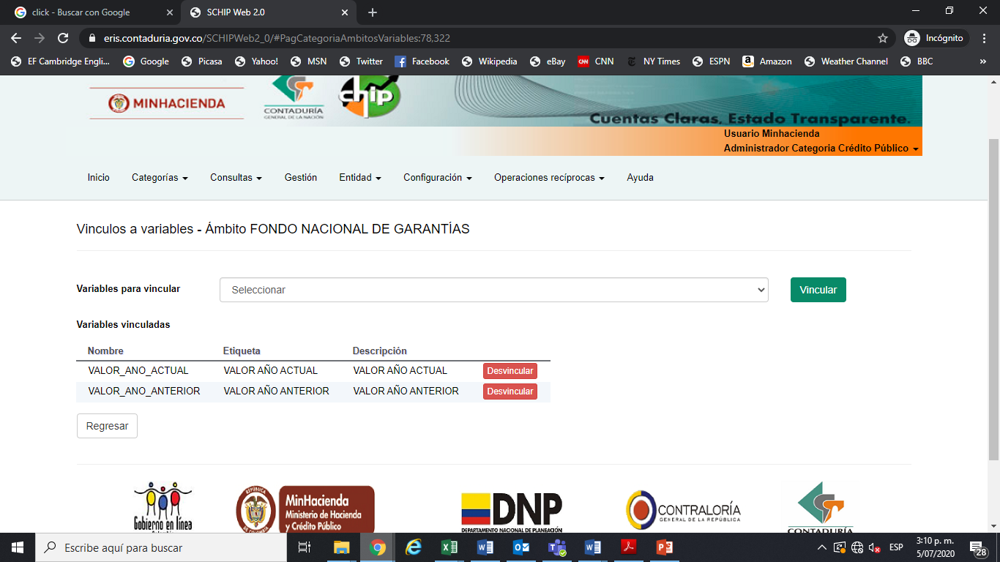 click - Buscar con Google
SCHIP Web 2.0
eris.contaduria.gov.co/SCHIPWeb2_0/#PagCategoriaAmbitosVariables:78,322
Incógnito
EF Cambridge Engli...
Google
Picasa
Yahoo!
MSN
Twitter
Facebook
Wikipedia
eBay
CNN
CNN
NY Times
ESPN
Amazon
Weather Channel
BBC
»
MINHACIENDA
CONTADURÍA
GENERAL DE LA NACIÓN
chip
Cuentas Claras, Estado Transparente.
Usuario Minhacienda
Administrador Categoria Crédito Público
Inicio
Categorías
Consultas
Gestión
Entidad
Configuración
Operaciones recíprocas
Ayuda
Vinculos a variables - Ámbito FONDO NACIONAL DE GARANTÍAS
Variables para vincular
Seleccionar
Vincular
Variables vinculadas
Nombre Etiqueta Descripción
VALOR_ANO_ACTUAL VALOR AÑO ACTUAL VALOR AÑO ACTUAL Desvincular
VALOR_ANO_ANTERIOR VALOR AÑO ANTERIOR VALOR AÑO ANTERIOR Desvincular
Regresar
Gobierno en línea
REPÚBLICA
DE COLOMBIA
MinHacienda
Ministerio de Hacienda
y Crédito Público
DNP
DEPARTAMENTO NACIONAL DE PLANEACIÓN
CONTRALORÍA
GENERAL DE LA REPÚBLICA
CONTADURÍA
Escribe aquí para buscar
ESP
3:10 p. m.
5/07/2020
28